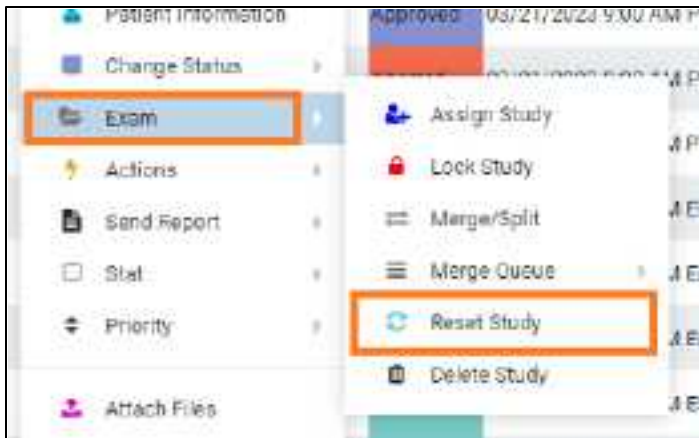 Patient Information
Approved 03/21/2023 9:00 AM P
Change Status
Exam
Assign Study
Actions
Lock Study
Send Report
Merge/Split
Stat
Merge Queue
Priority
Reset Study
Delete Study
Attach Files